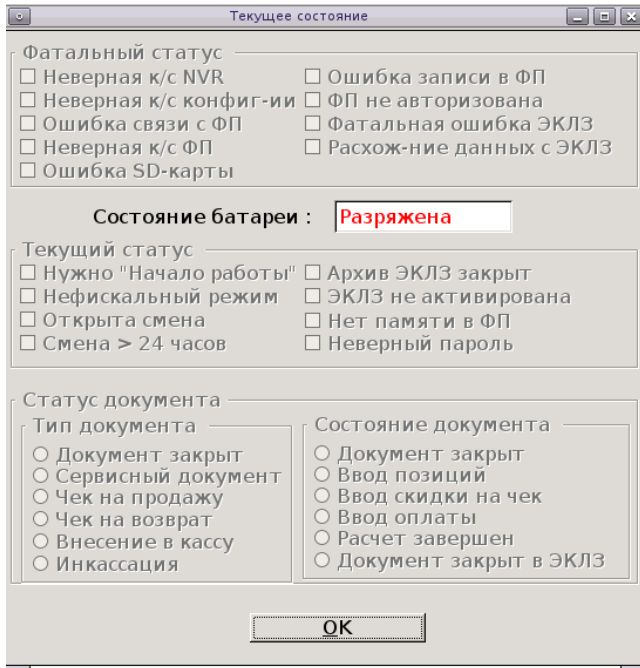 Текущее состояние
Фатальный статус
Неверная к/с NVR
Неверная к/с конфиг-ии
Ошибка связи с ФП
Неверная к/с ФП
Ошибка SD-карты
Ошибка записи в ФП
ФП не авторизована
Фатальная ошибка ЭКЛЗ
Расхож-ние данных с ЭКЛЗ
Состояние батареи : Разряжена
Текущий статус
Нужно "Начало работы"
Нефискальный режим
Открыта смена
Смена > 24 часов
Архив ЭКЛЗ закрыт
ЭКЛЗ не активирована
Нет памяти в ФП
Неверный пароль
Статус документа
Тип документа
Документ закрыт
Сервисный документ
Чек на продажу
Чек на возврат
Внесение в кассу
Инкассация
Состояние документа
Документ закрыт
Ввод позиций
Ввод скидки на чек
Ввод оплаты
Расчет завершен
Документ закрыт в ЭКЛЗ
OK